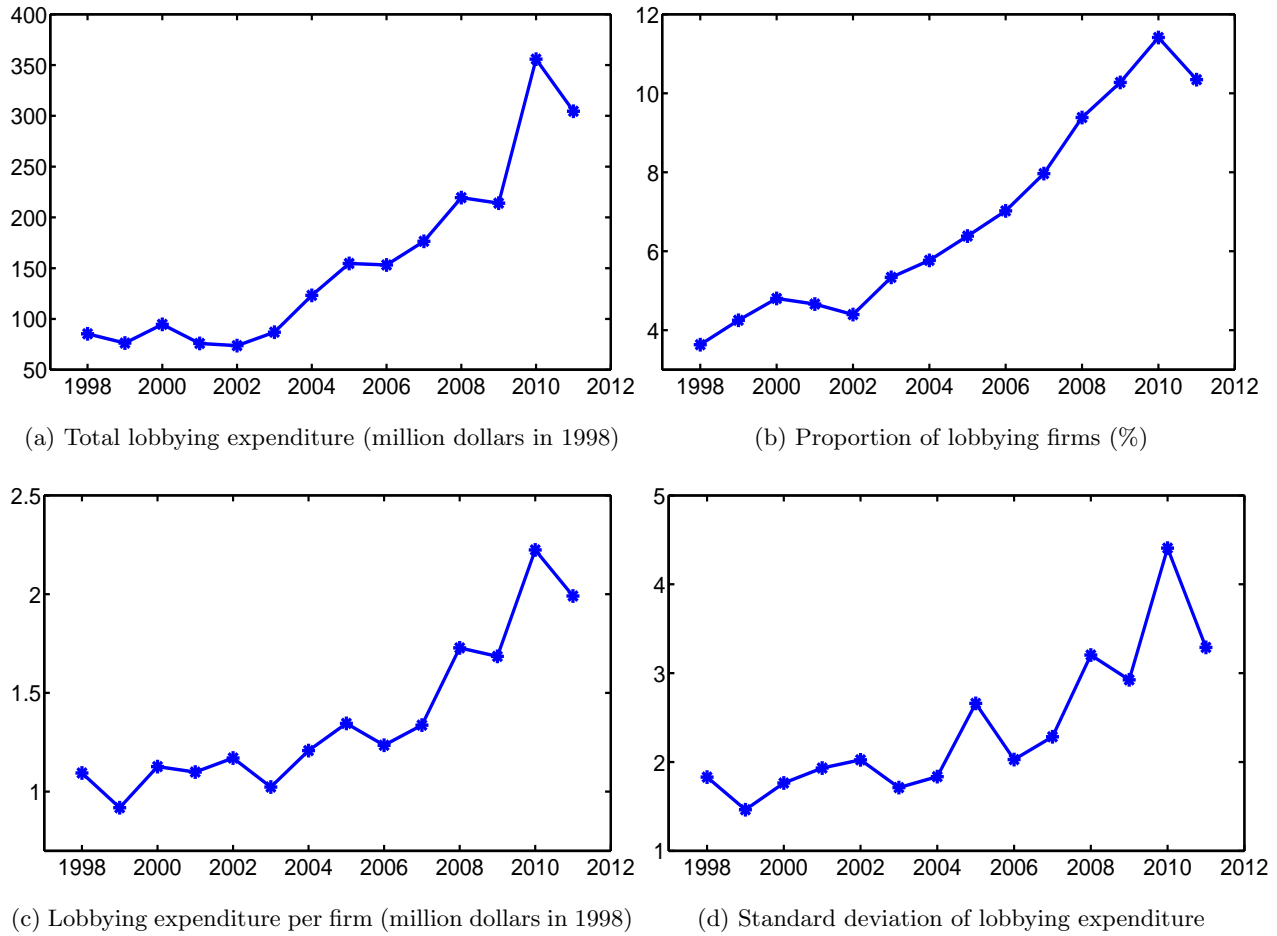 400
350
300
250
200
150
100
50
1998 2000 2002 2004 2006 2008 2010 2012
(a) Total lobbying expenditure (million dollars in 1998)
12
10
8
6
4
1998 2000 2002 2004 2006 2008 2010 2012
(b) Proportion of lobbying firms (%)
2.5
2
1.5
1
1998 2000 2002 2004 2006 2008 2010 2012
(c) Lobbying expenditure per firm (million dollars in 1998)
5
4
3
2
1
1998 2000 2002 2004 2006 2008 2010 2012
(d) Standard deviation of lobbying expenditure